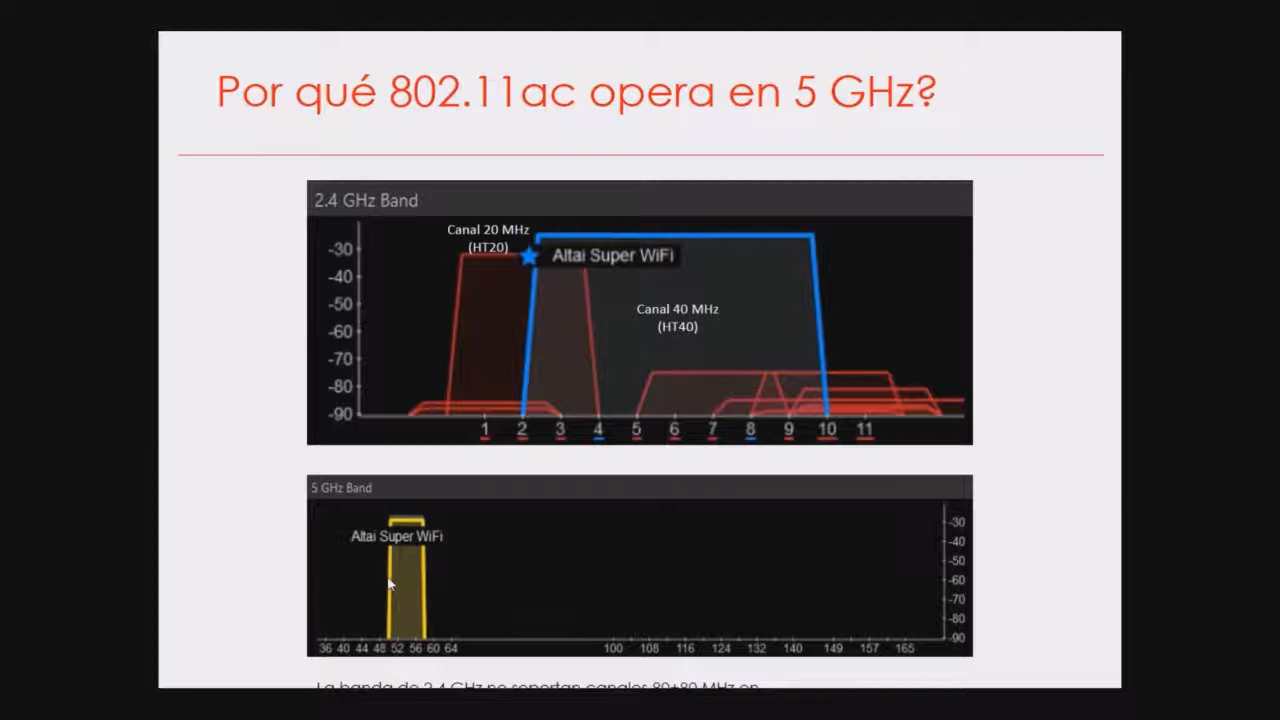 Por qué 802.11ac opera en 5 GHz?
2.4 GHz Band
Canal 20 MHz
(HT20)
Altai Super WiFi
Canal 40 MHz
(HT40)
-30
-40
-50
-60
-70
-80
-90
1 2 3 4 5 6 7 8 9 10 11
5 GHz Band
Altai Super WiFi
-30
-40
-50
-60
-70
-80
-90
36 40 44 48 52 56 60 64 100 108 116 124 132 140 149 157 165
La banda de 2.4 GHz no soportan canales 80+80 MHz en